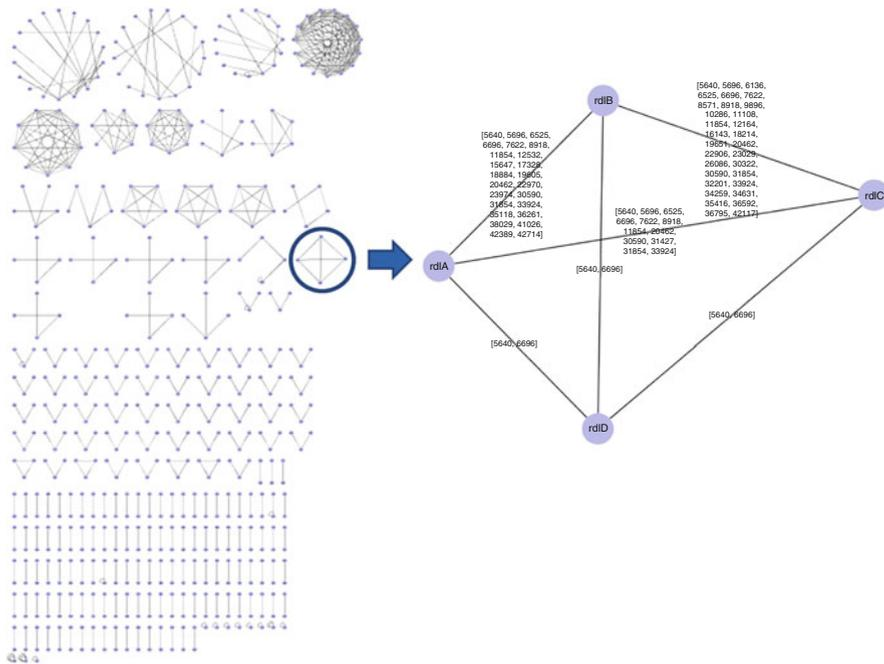 rdlB
[5640, 5696, 6136,
6525, 6696, 7622,
8571, 8918, 9896,
10286, 11108,
11854, 12164,
16143, 18214,
19651, 20462,
22906, 23029,
26086, 30322,
30590, 31854,
32201, 33924,
34259, 34631,
35416, 36592,
36795, 42117]
[5640, 5696, 6525,
6696, 7622, 8918,
11854, 12532,
15647, 17328,
18884, 19605,
20462, 22970,
23974, 30590,
31854, 33924,
35118, 36261,
38029, 41026,
42389, 42714]
rdlC
[5640, 5696, 6525,
6696, 7622, 8918,
11854, 20462,
30590, 31427,
31854, 33924]
rdlA
[5640, 6696]
[5640, 6696]
[5640, 6696]
rdlD